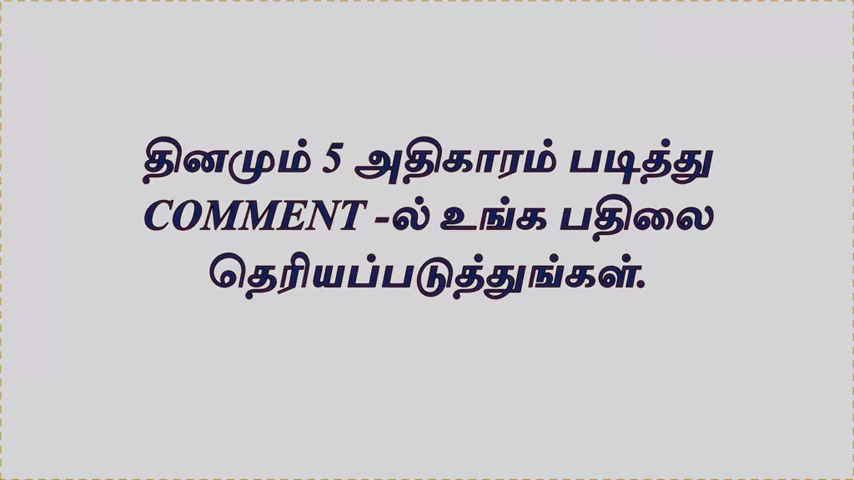 தினமும் 5 அதிகாரம் படித்து
COMMENT -ல் உங்க பதிலை
தெரியப்படுத்துங்கள்.